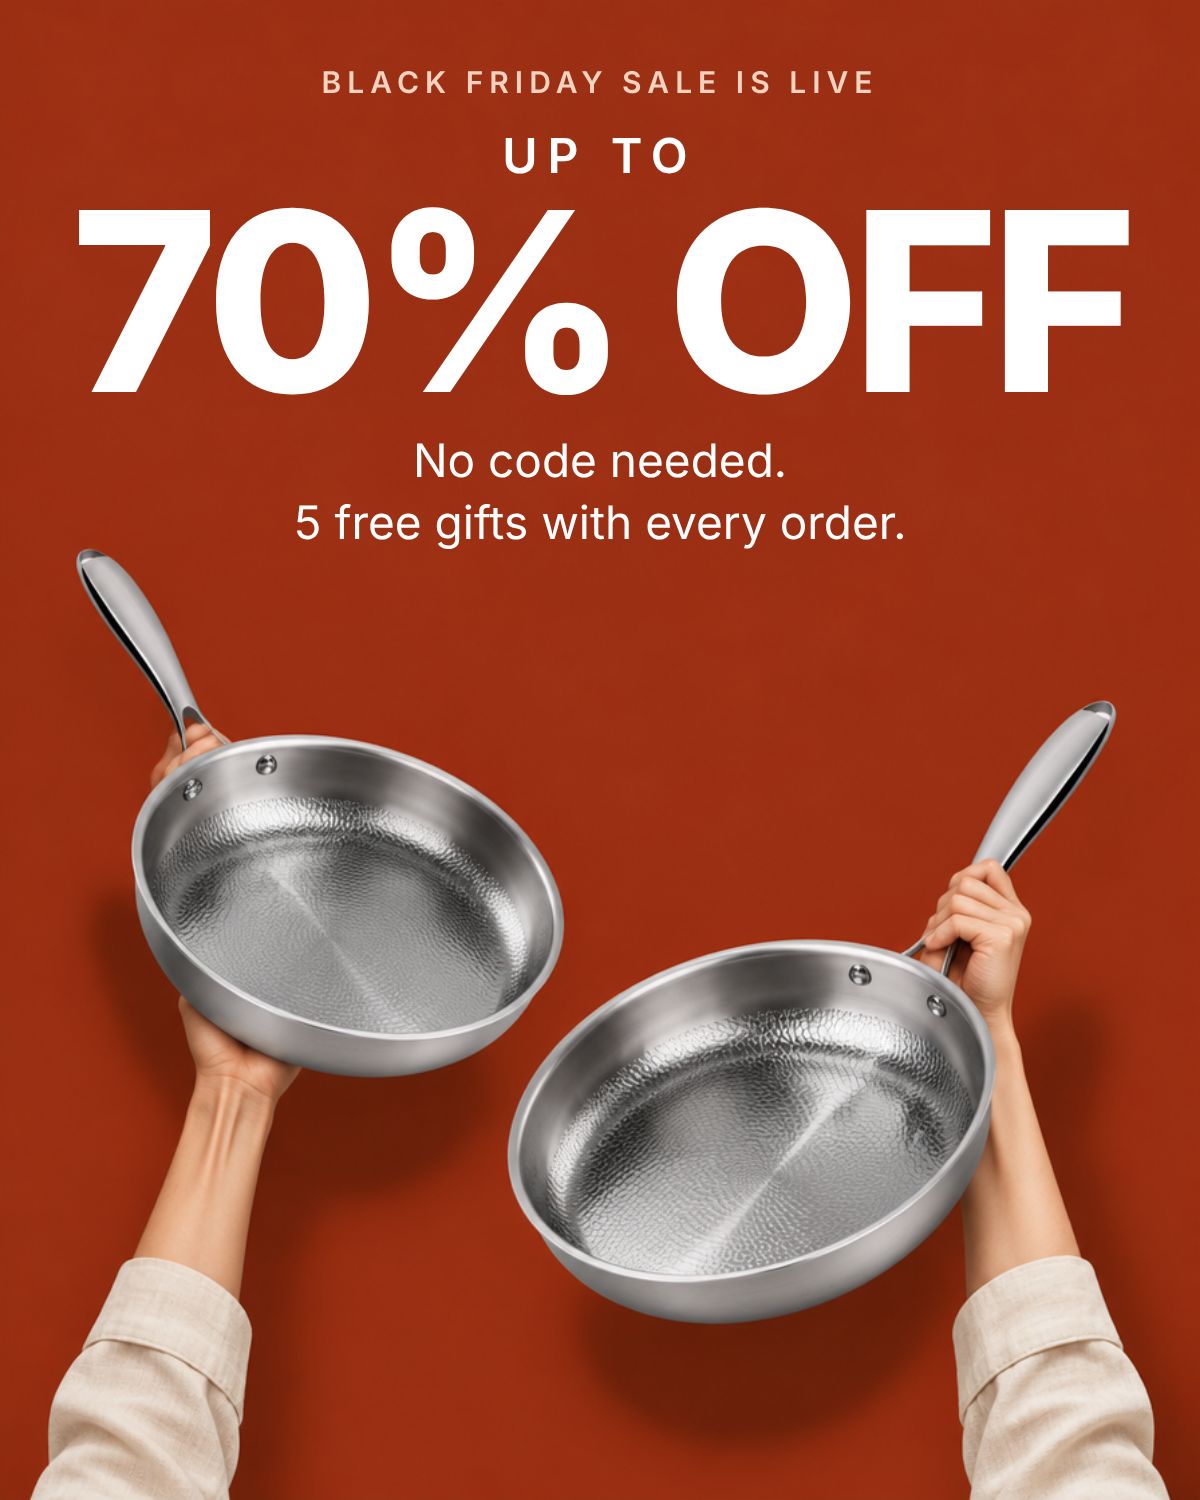 BLACK FRIDAY SALE IS LIVE
UP TO
70% OFF
No code needed.
5 free gifts with every order.